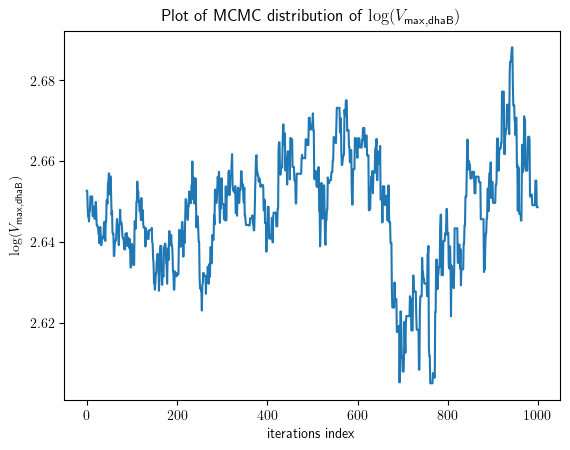 Plot of MCMC distribution of log(V_max,dhaB)
log(V_max,dhaB)
2.68
2.66
2.64
2.62
0 200 400 600 800 1000
iterations index